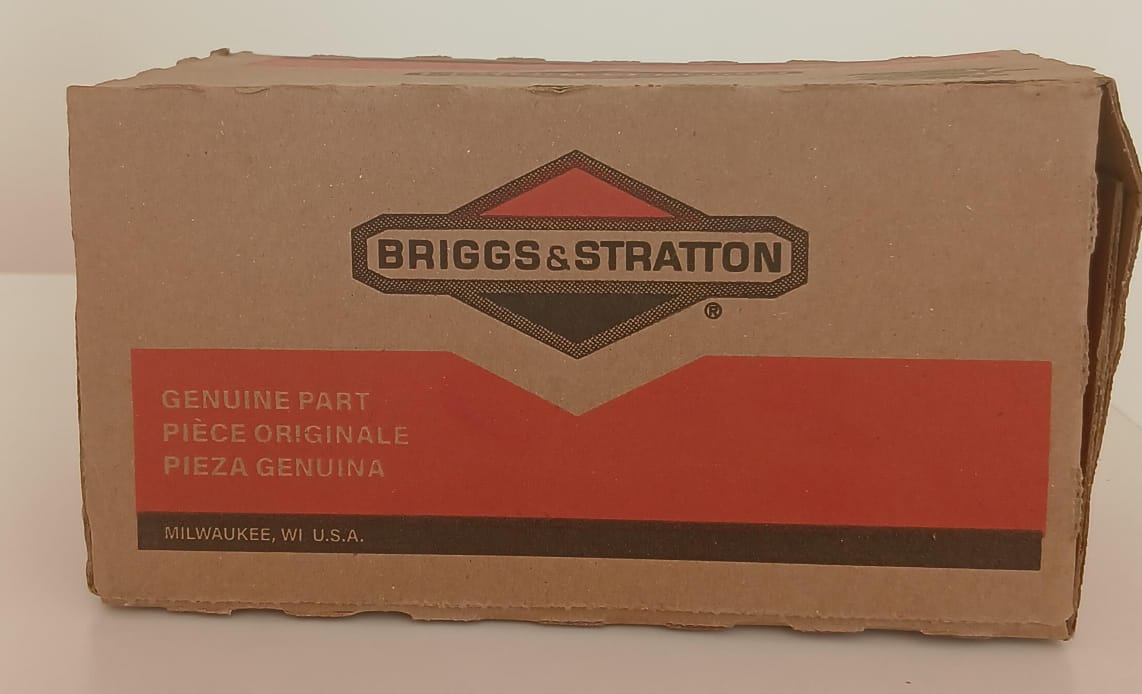 BRIGGS & STRATTON
®
GENUINE PART
PIÈCE ORIGINALE
PIEZA GENUINA
MILWAUKEE, WI U.S.A.